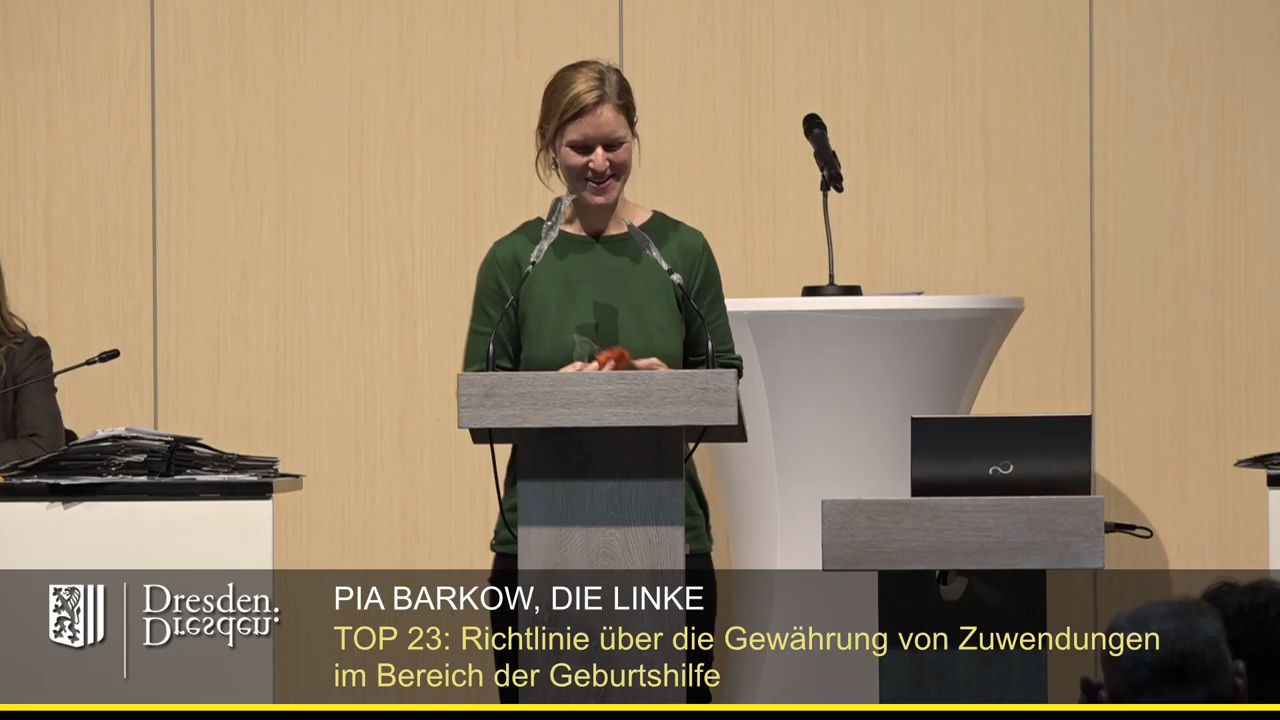 Dresden.
Dresden.
PIA BARKOW, DIE LINKE
TOP 23: Richtlinie über die Gewährung von Zuwendungen
im Bereich der Geburtshilfe